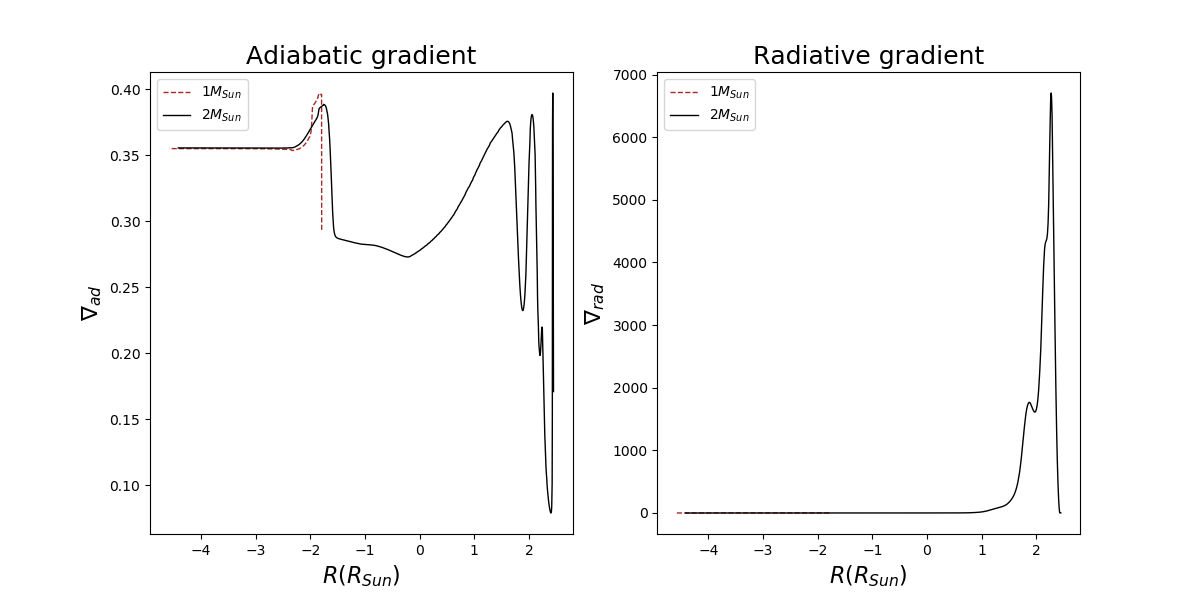 Adiabatic gradient
1M_Sun
2M_Sun
0.40
0.35
0.30
0.25
0.20
0.15
0.10
∇ad
−4 −3 −2 −1 0 1 2
R(R_Sun)
Radiative gradient
1M_Sun
2M_Sun
7000
6000
5000
4000
3000
2000
1000
0
∇rad
−4 −3 −2 −1 0 1 2
R(R_Sun)